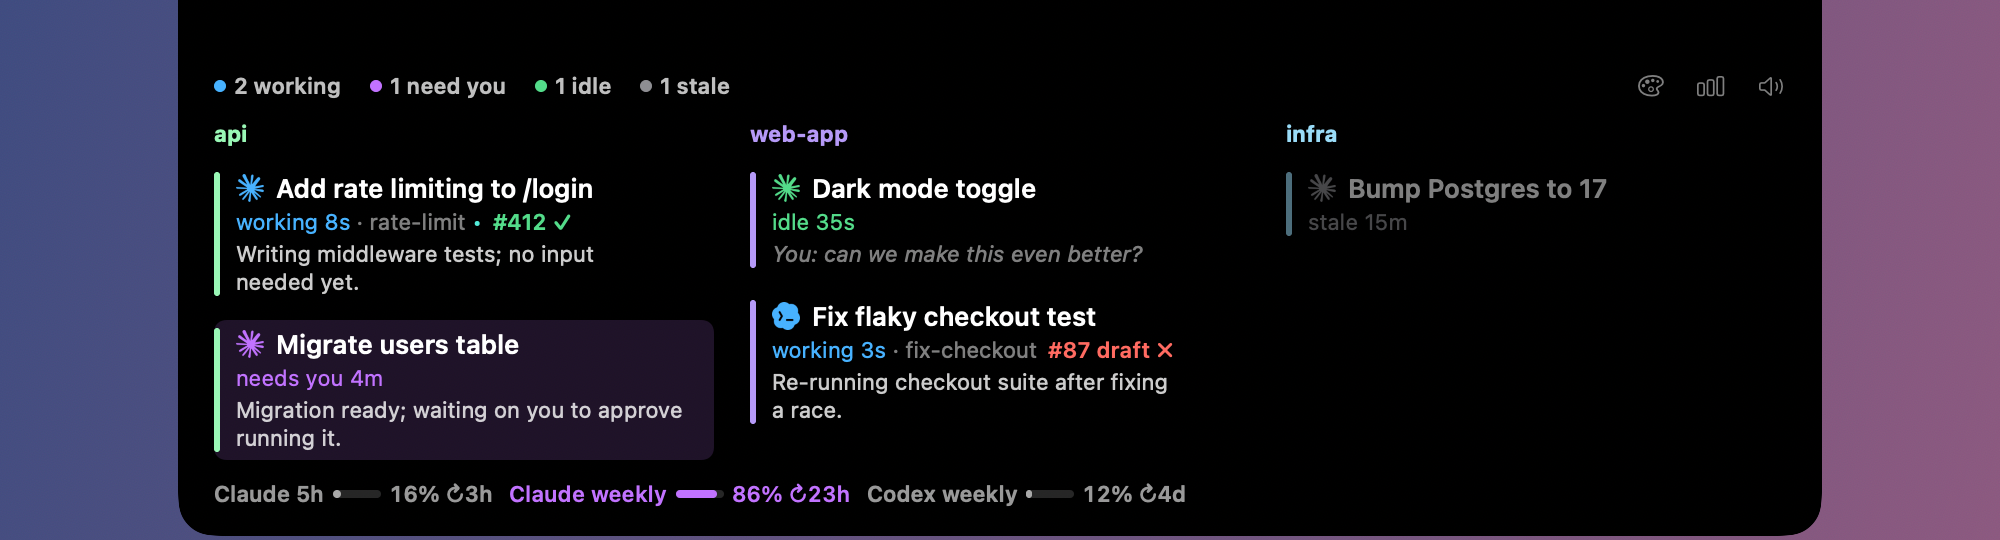 2 working 1 need you 1 idle 1 stale
api
Add rate limiting to /login
working 8s · rate-limit • #412 ✓
Writing middleware tests; no input
needed yet.
Migrate users table
needs you 4m
Migration ready; waiting on you to approve
running it.
web-app
Dark mode toggle
idle 35s
You: can we make this even better?
Fix flaky checkout test
working 3s · fix-checkout #87 draft ✕
Re-running checkout suite after fixing
a race.
infra
Bump Postgres to 17
stale 15m
Claude 5h 16% ↻3h Claude weekly 86% ↻23h Codex weekly 12% ↻4d